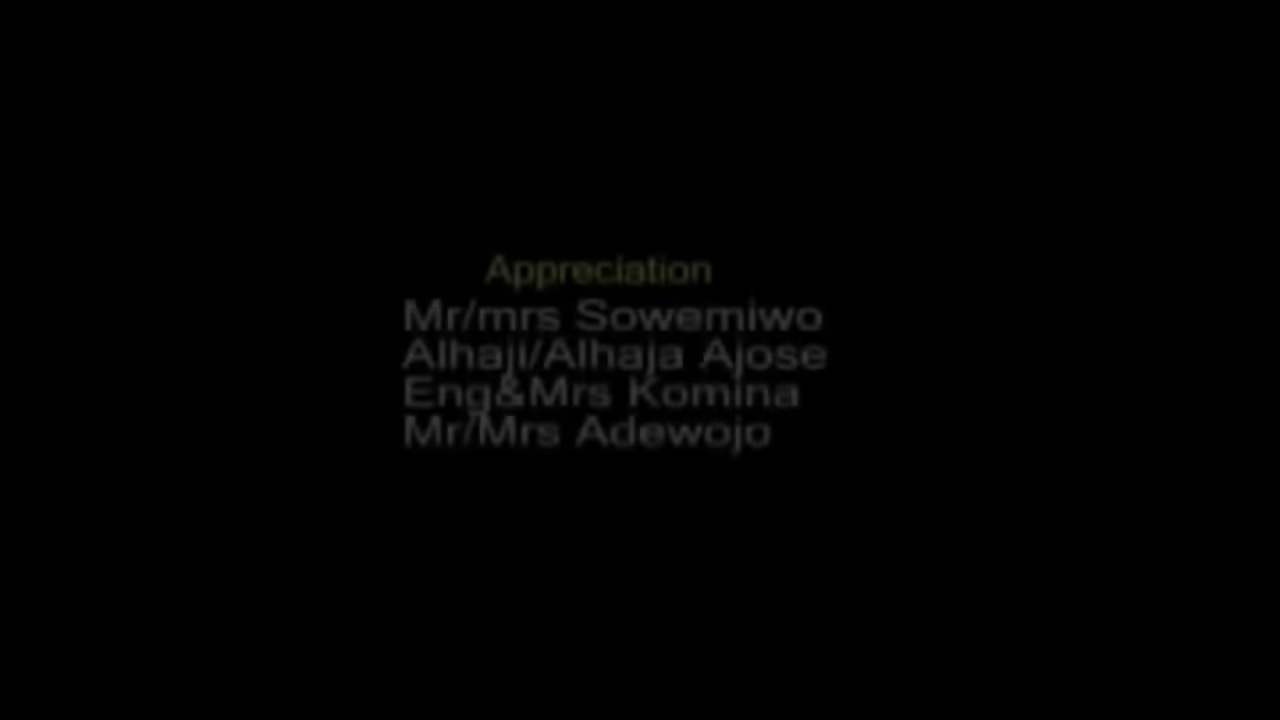 Appreciation
Mr/mrs Sowemiwo
Alhaji/Alhaja Ajose
Eng&Mrs Komina
Mr/Mrs Adewojo